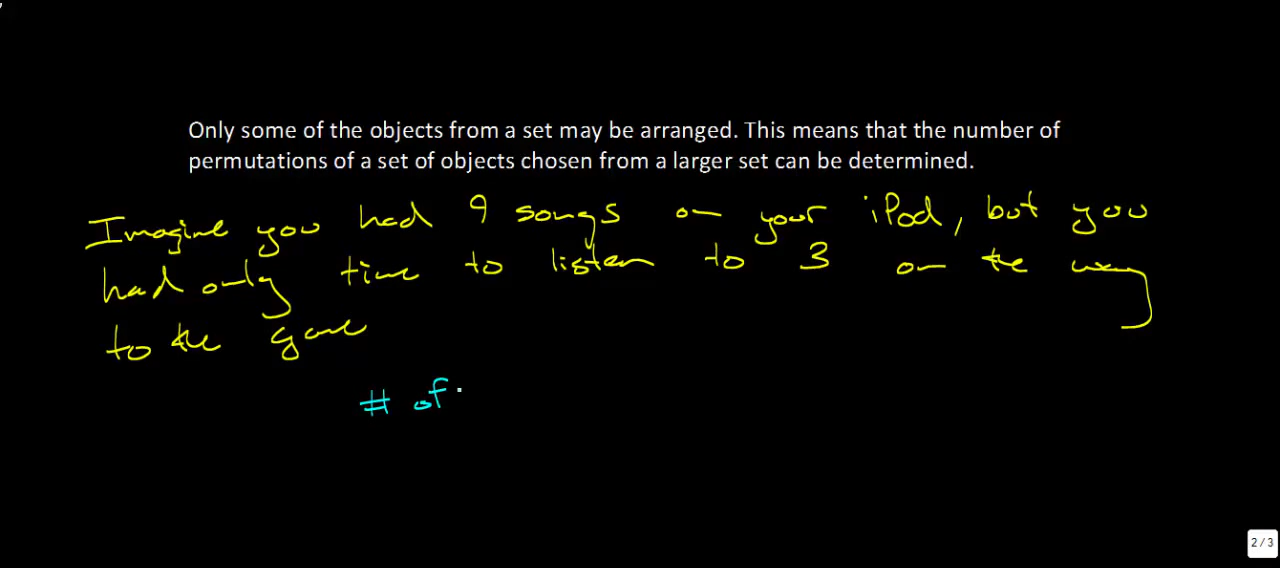 Only some of the objects from a set may be arranged. This means that the number of
permutations of a set of objects chosen from a larger set can be determined.
Imagine you had 9 songs on your iPod, but you
had only time to listen to 3 on the way
to the game
# of
2 / 3